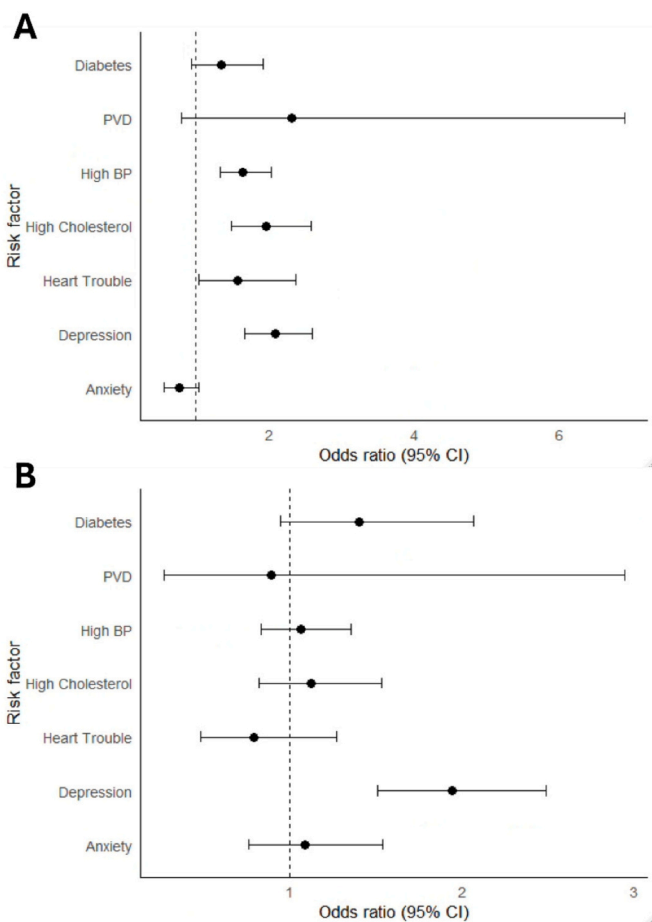 A
Risk factor
Diabetes
PVD
High BP
High Cholesterol
Heart Trouble
Depression
Anxiety
2 4 6
Odds ratio (95% CI)
B
Risk factor
Diabetes
PVD
High BP
High Cholesterol
Heart Trouble
Depression
Anxiety
1 2 3
Odds ratio (95% CI)